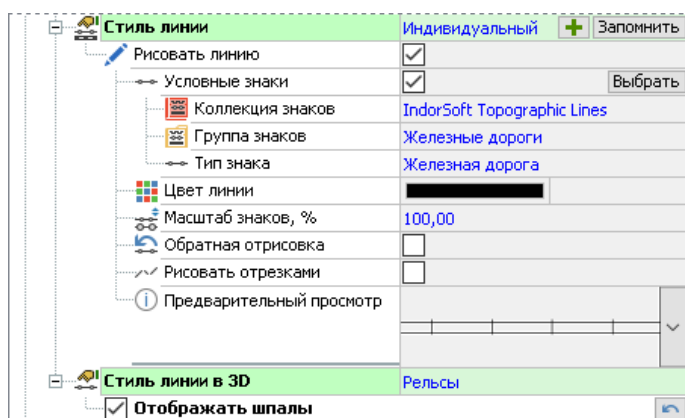 Стиль линии Индивидуальный Запомнить
Рисовать линию
Условные знаки Выбрать
Коллекция знаков IndorSoft Topographic Lines
Группа знаков Железные дороги
Тип знака Железная дорога
Цвет линии
Масштаб знаков, % 100,00
Обратная отрисовка
Рисовать отрезками
Предварительный просмотр
Стиль линии в 3D Рельсы
Отображать шпалы